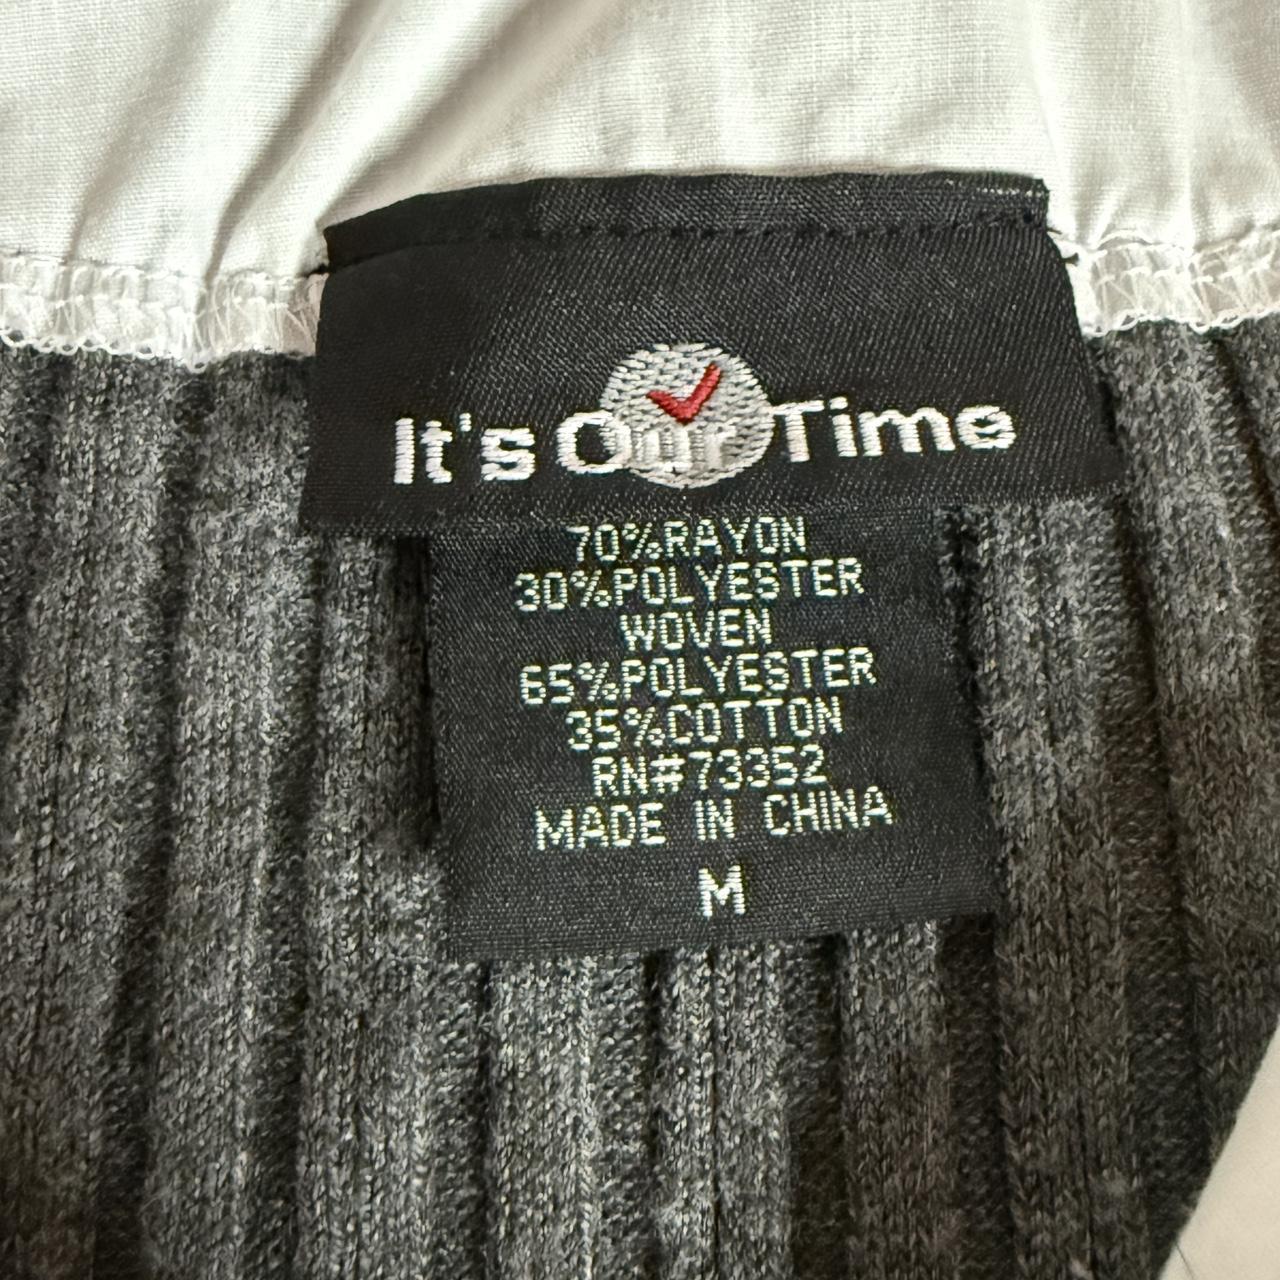 It's Our Time
70%RAYON
30%POLYESTER
WOVEN
65%POLYESTER
35%COTTON
RN#73352
MADE IN CHINA
M